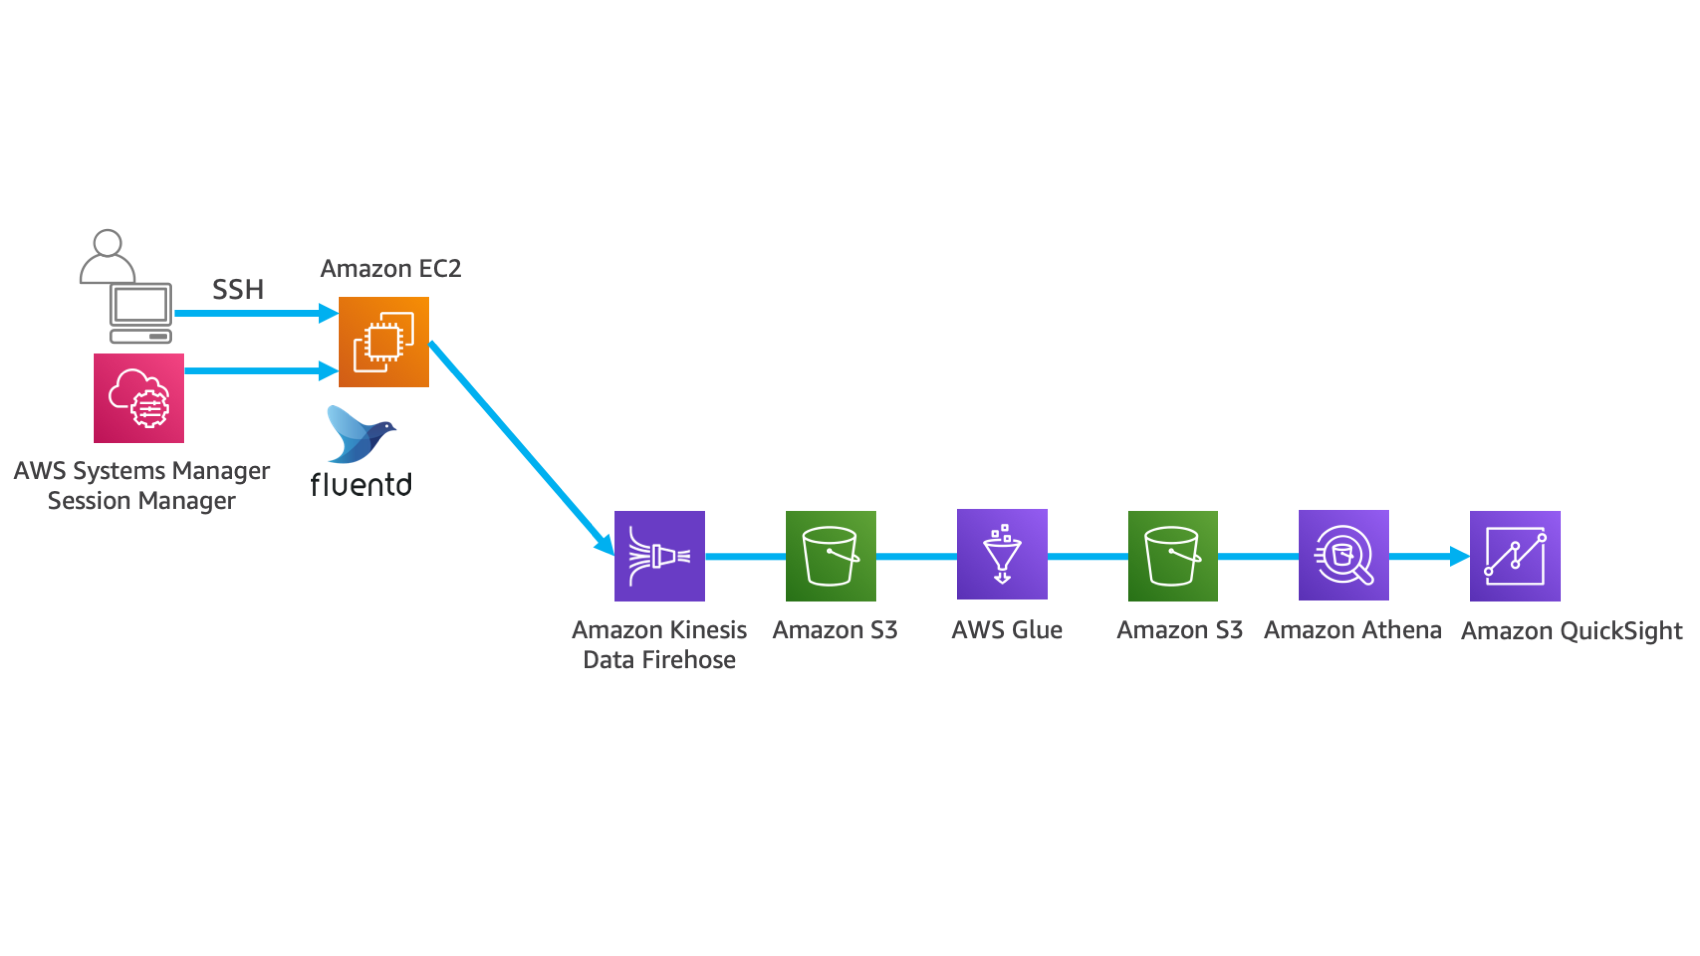 SSH
Amazon EC2
AWS Systems Manager
Session Manager
fluentd
Amazon Kinesis
Data Firehose
Amazon S3
AWS Glue
Amazon S3
Amazon Athena
Amazon QuickSight